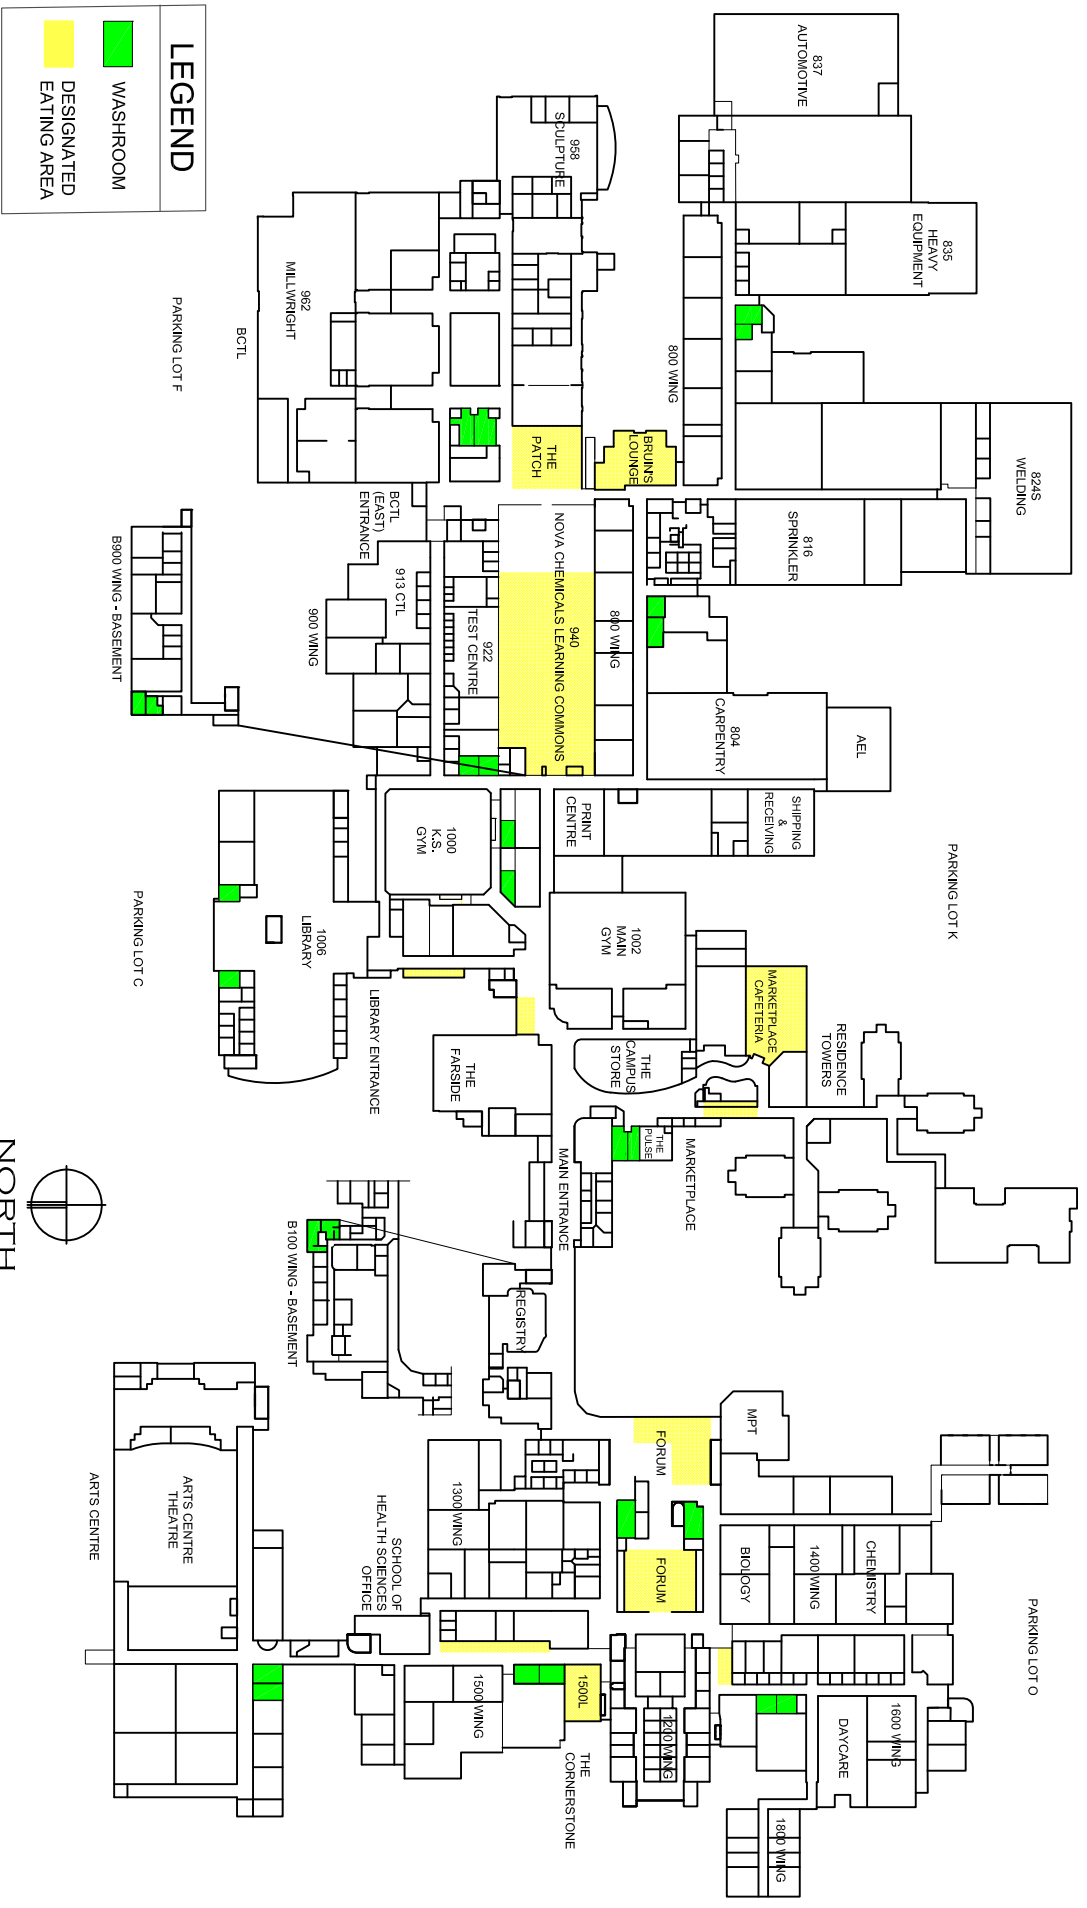 LEGEND
WASHROOM
DESIGNATED
EATING AREA
837
AUTOMOTIVE
835
HEAVY
EQUIPMENT
824S
WELDING
958
SCULPTURE
800 WING
BRUIN'S
LOUNGE
THE
PATCH
816
SPRINKLER
962
MILLWRIGHT
BCTL
PARKING LOT F
BCTL
(EAST)
ENTRANCE
B900 WING - BASEMENT
913 CTL
900 WING
922
TEST CENTRE
940
NOVA CHEMICALS LEARNING COMMONS
800 WING
804
CARPENTRY
AEL
SHIPPING
&
RECEIVING
PRINT
CENTRE
1000
K.S.
GYM
1002
MAIN
GYM
PARKING LOT K
1006
LIBRARY
PARKING LOT C
LIBRARY ENTRANCE
MARKETPLACE
CAFETERIA
RESIDENCE
TOWERS
THE
CAMPUS
STORE
THE
FARSIDE
THE
PULSE
MARKETPLACE
MAIN ENTRANCE
NORTH
B100 WING - BASEMENT
REGISTRY
MPT
FORUM
FORUM
1300 WING
SCHOOL OF
HEALTH SCIENCES
OFFICE
ARTS CENTRE
THEATRE
ARTS CENTRE
BIOLOGY
1400 WING
CHEMISTRY
PARKING LOT O
1500 WING
1500L
THE
CORNERSTONE
1200 WING
DAYCARE
1600 WING
1800 WING